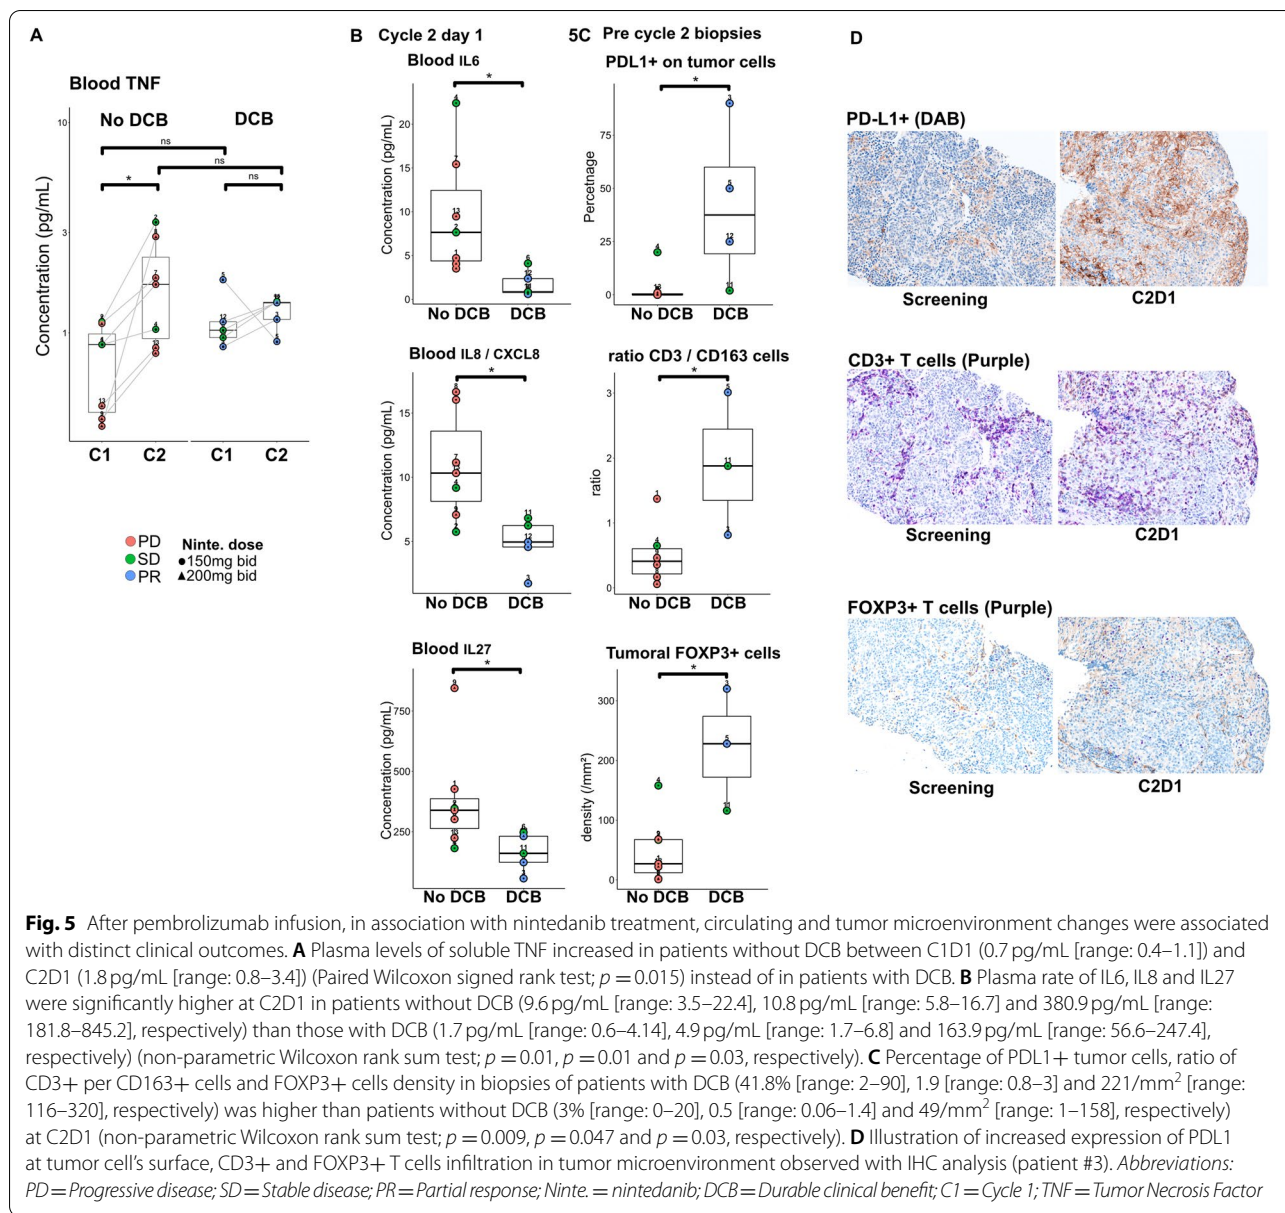 A
Blood TNF
No DCB
DCB
ns
ns
*
ns
Concentration (pg/mL)
10
3
1
C1
C2
C1
C2
PD
SD
PR
Ninte. dose
150mg bid
200mg bid
B
Cycle 2 day 1
Blood IL6
*
Concentration (pg/mL)
20
15
10
5
0
No DCB
DCB
Blood IL8 / CXCL8
*
Concentration (pg/mL)
15
10
5
No DCB
DCB
Blood IL27
*
Concentration (pg/mL)
750
500
250
No DCB
DCB
5C
Pre cycle 2 biopsies
PDL1+ on tumor cells
*
Percetnage
75
50
25
0
No DCB
DCB
ratio CD3 / CD163 cells
*
ratio
3
2
1
0
No DCB
DCB
Tumoral FOXP3+ cells
*
density (/mm²)
300
200
100
0
No DCB
DCB
D
PD-L1+ (DAB)
Screening
C2D1
CD3+ T cells (Purple)
Screening
C2D1
FOXP3+ T cells (Purple)
Screening
C2D1
Fig. 5 After pembrolizumab infusion, in association with nintedanib treatment, circulating and tumor microenvironment changes were associated
with distinct clinical outcomes. A Plasma levels of soluble TNF increased in patients without DCB between C1D1 (0.7 pg/mL [range: 0.4–1.1]) and
C2D1 (1.8 pg/mL [range: 0.8–3.4]) (Paired Wilcoxon signed rank test; p = 0.015) instead of in patients with DCB. B Plasma rate of IL6, IL8 and IL27
were significantly higher at C2D1 in patients without DCB (9.6 pg/mL [range: 3.5–22.4], 10.8 pg/mL [range: 5.8–16.7] and 380.9 pg/mL [range:
181.8–845.2], respectively) than those with DCB (1.7 pg/mL [range: 0.6–4.14], 4.9 pg/mL [range: 1.7–6.8] and 163.9 pg/mL [range: 56.6–247.4],
respectively) (non-parametric Wilcoxon rank sum test; p = 0.01, p = 0.01 and p = 0.03, respectively). C Percentage of PDL1+ tumor cells, ratio of
CD3+ per CD163+ cells and FOXP3+ cells density in biopsies of patients with DCB (41.8% [range: 2–90], 1.9 [range: 0.8–3] and 221/mm² [range:
116–320], respectively) was higher than patients without DCB (3% [range: 0–20], 0.5 [range: 0.06–1.4] and 49/mm² [range: 1–158], respectively)
at C2D1 (non-parametric Wilcoxon rank sum test; p = 0.009, p = 0.047 and p = 0.03, respectively). D Illustration of increased expression of PDL1
at tumor cell's surface, CD3+ and FOXP3+ T cells infiltration in tumor microenvironment observed with IHC analysis (patient #3). Abbreviations:
PD = Progressive disease; SD = Stable disease; PR = Partial response; Ninte. = nintedanib; DCB = Durable clinical benefit; C1 = Cycle 1; TNF = Tumor Necrosis Factor